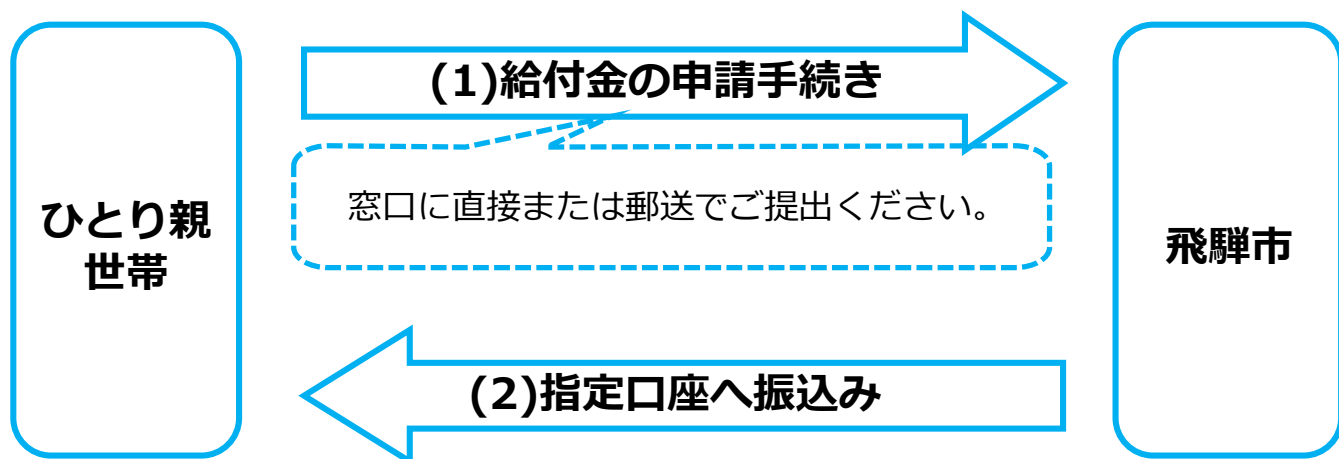 (1)給付金の申請手続き
窓口に直接または郵送でご提出ください。
ひとり親
世帯
飛騨市
(2)指定口座へ振込み